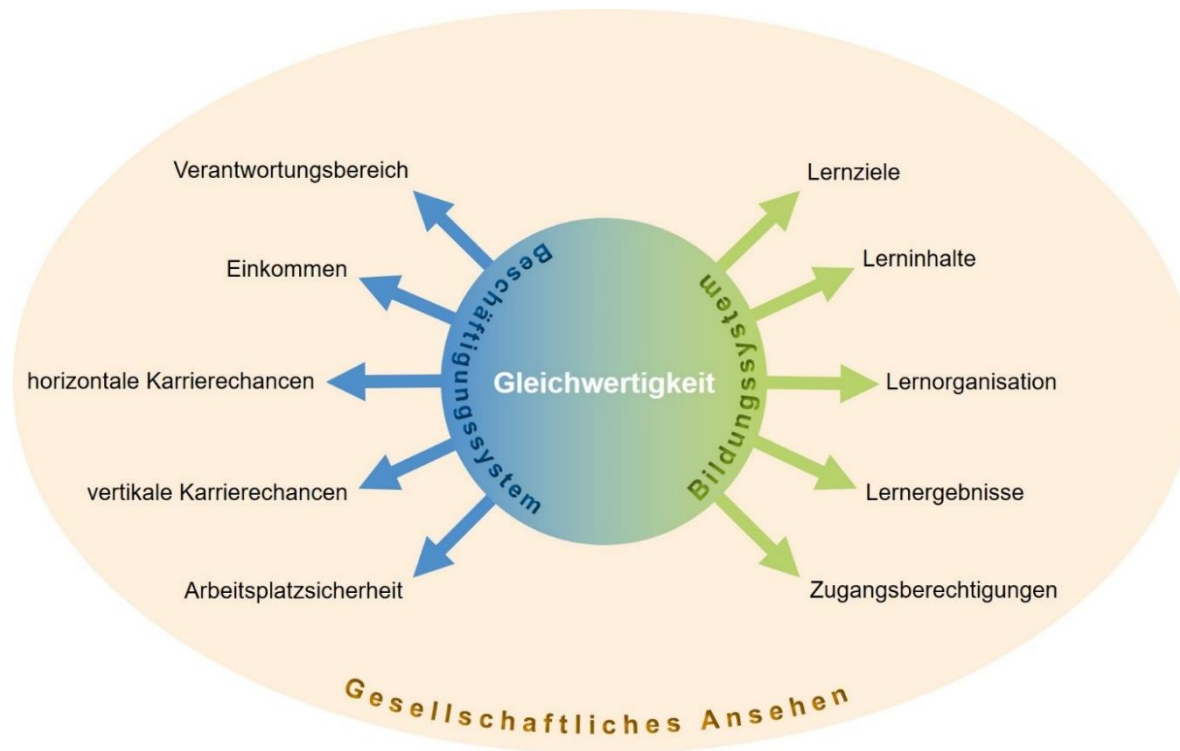 Verantwortungsbereich
Einkommen
horizontale Karrierechancen
vertikale Karrierechancen
Arbeitsplatzsicherheit
Beschäftigungssystem
Gleichwertigkeit
Bildungssystem
Lernziele
Lerninhalte
Lernorganisation
Lernergebnisse
Zugangsberechtigungen
Gesellschaftliches Ansehen